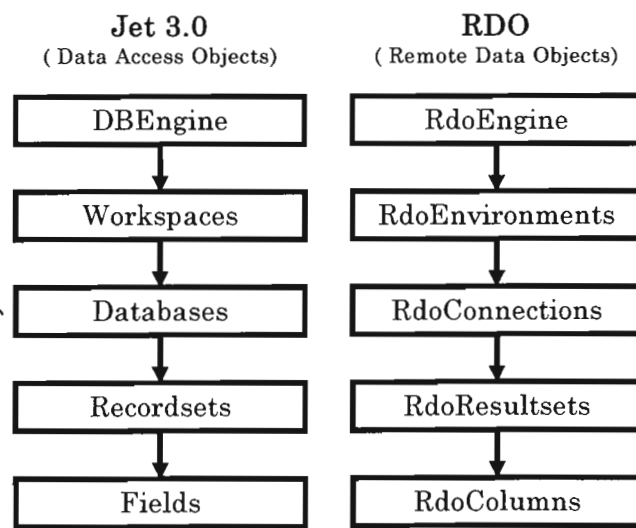 Jet 3.0
( Data Access Objects)
DBEngine
Workspaces
Databases
Recordsets
Fields
RDO
( Remote Data Objects)
RdoEngine
RdoEnvironments
RdoConnections
RdoResultsets
RdoColumns